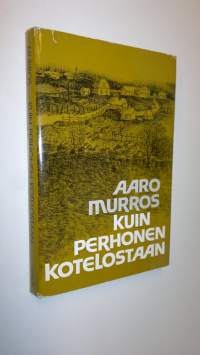 AARO
MURROS
KUIN
PERHONEN
KOTELOSTAAN